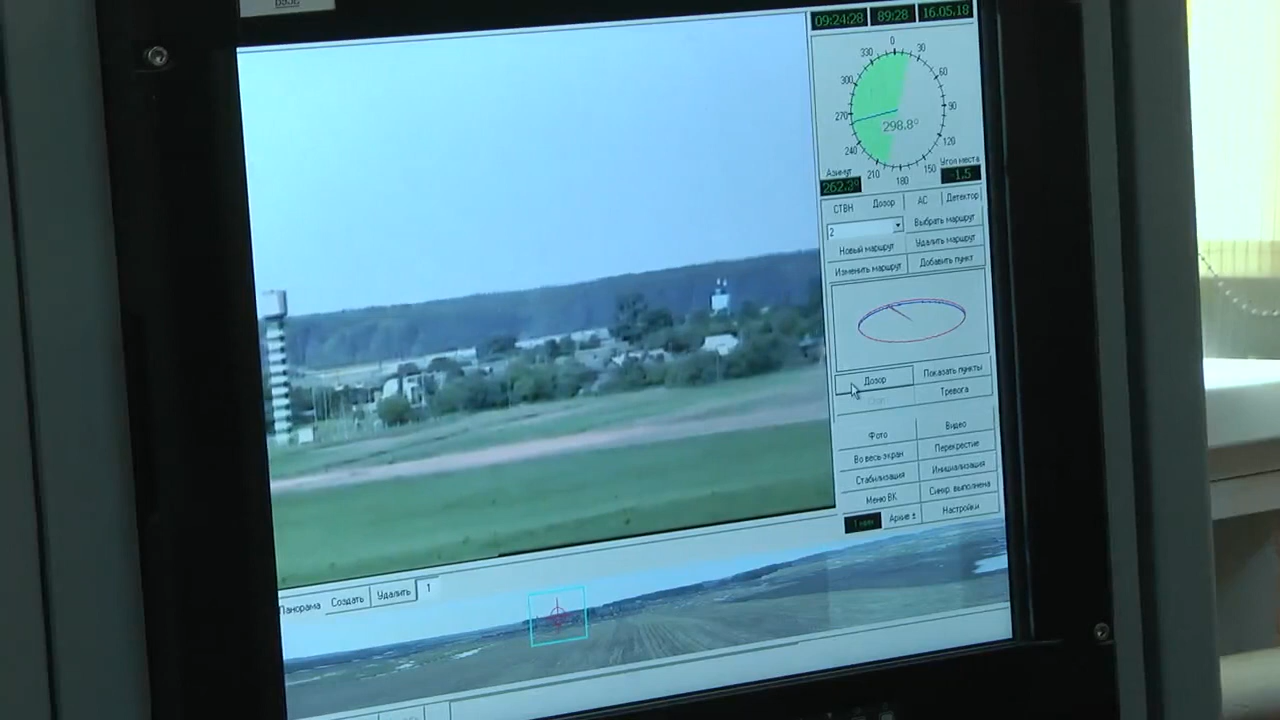 09:24:28 89:28 16.05.18
0
330 30
300 60
270 90
298.8°
240 120
210 150
180
Азимут Угол места
262.3° -1.5
СТВН Дозор АС Детектор
2 Выбрать маршрут
Новый маршрут Удалить маршрут
Изменить маршрут Добавить пункт
Дозор Показать пункты
Тревога
Фото Видео
Во весь экран Перекрестие
Стабилизация Инициализация
Меню ВК Синхр. выполнена
Архив ± Настройки
Панорама Создать Удалить 1